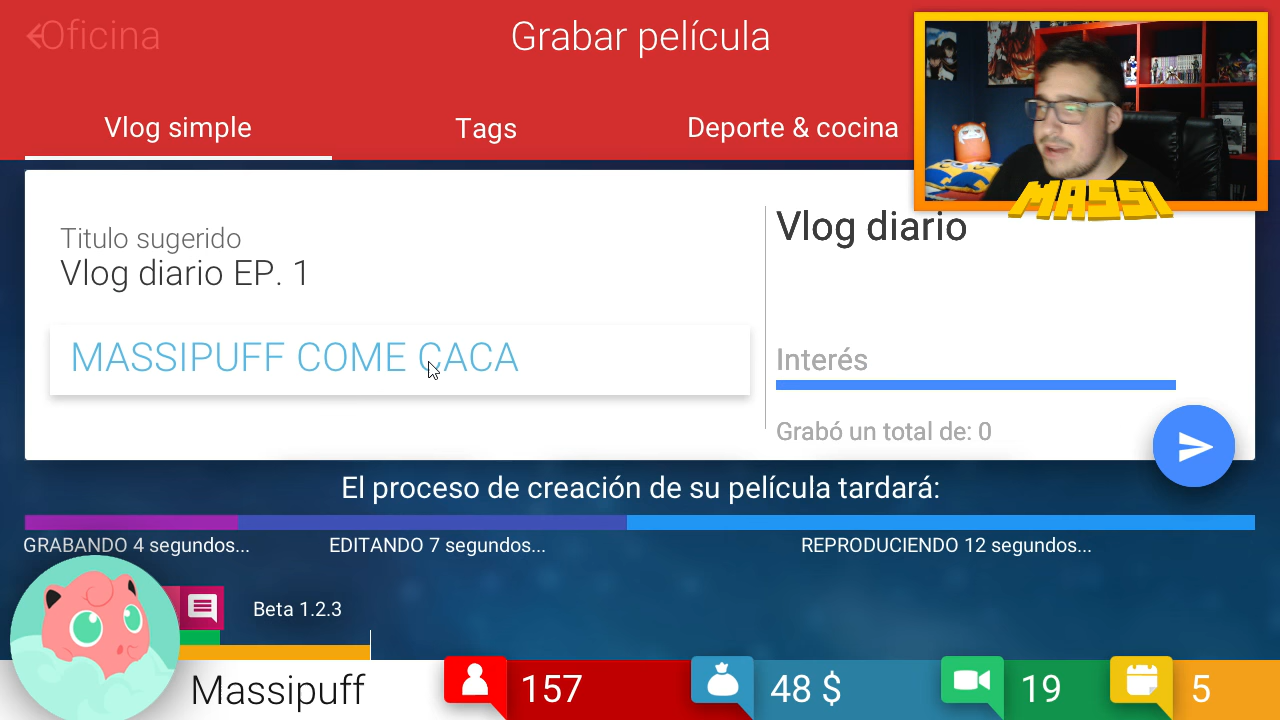 Oficina
Grabar película
Vlog simple
Tags
Deporte & cocina
MASSI
Titulo sugerido
Vlog diario EP. 1
MASSIPUFF COME CACA
Vlog diario
Interés
Grabó un total de: 0
El proceso de creación de su película tardará:
GRABANDO 4 segundos...
EDITANDO 7 segundos...
REPRODUCIENDO 12 segundos...
Beta 1.2.3
Massipuff
157
48 $
19
5